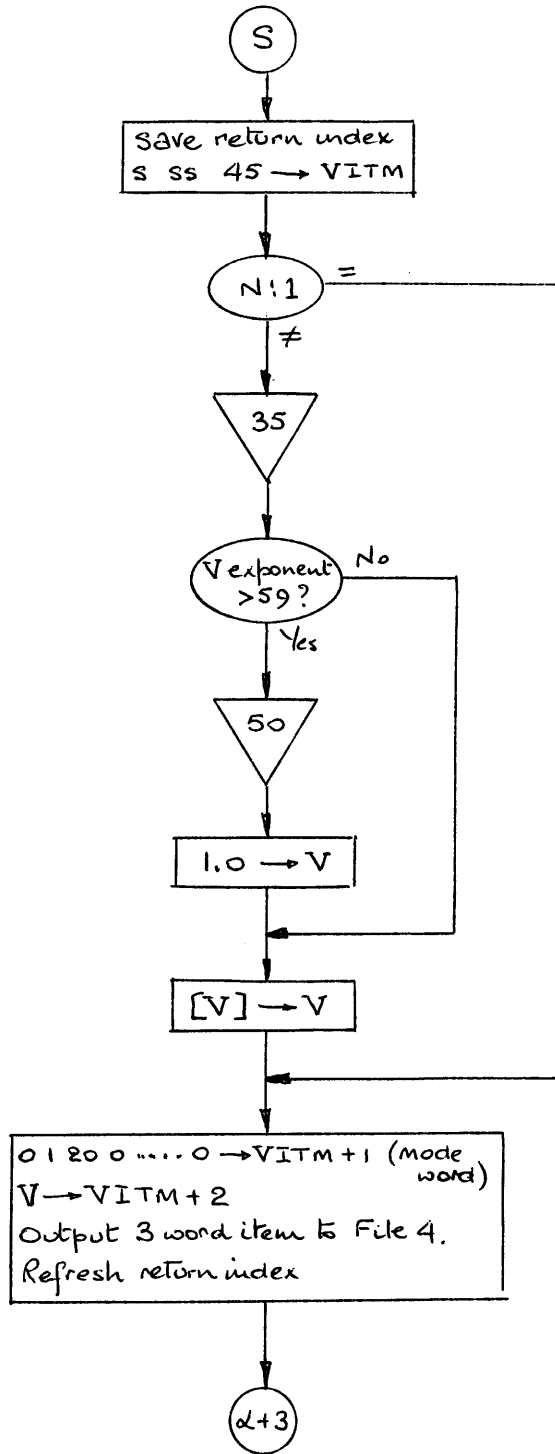 S
Save return index
s ss 45 → VITM
N:1
=
≠
35
V exponent
>59?
No
Yes
50
1.0 → V
[V] → V
0 1 20 0 ..... 0 → VITM+1 (mode
word)
V → VITM+2
Output 3 word item to File 4.
Refresh return index
α+3